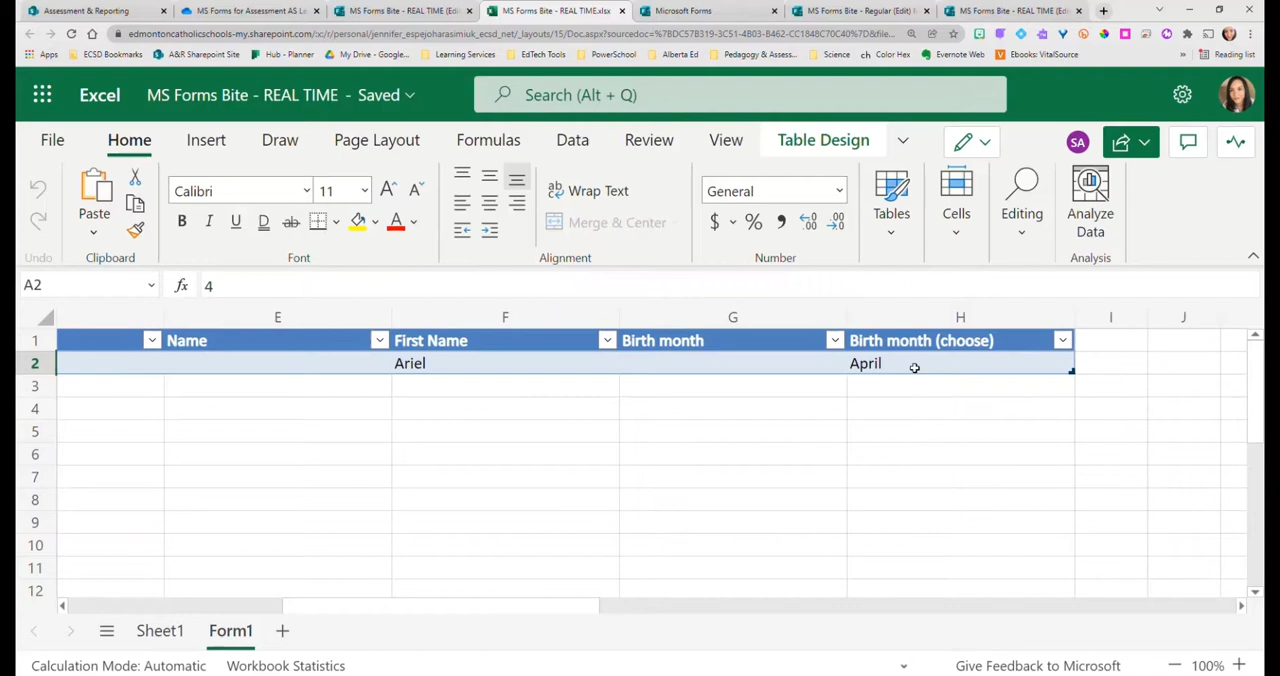 Assessment & Reporting
MS Forms for Assessment AS La
MS Forms Bite - REAL TIME (Edit)
MS Forms Bite - REAL TIME.xlsx
Microsoft Forms
MS Forms Bite - Regular (Edit) M
MS Forms Bite - REAL TIME (Edit)
edmontoncatholicschools-my.sharepoint.com/:x:/r/personal/jennifer_espejoharasimiuk_ecsd_net/_layouts/15/Doc.aspx?sourcedoc=%7BDC57B319-3C51-4B03-B462-CC1848C70C40%7D&file...
Apps
ECSD Bookmarks
A&R Sharepoint Site
Hub - Planner
My Drive - Google...
Learning Services
EdTech Tools
PowerSchool
Alberta Ed
Pedagogy & Assess...
Science
ch Color Hex
Evernote Web
Ebooks: VitalSource
»
Reading list
Excel
MS Forms Bite - REAL TIME - Saved
Search (Alt + Q)
File
Home
Insert
Draw
Page Layout
Formulas
Data
Review
View
Table Design
SA
Calibri
11
Wrap Text
General
Paste
Merge & Center
Tables
Cells
Editing
Analyze
Data
Undo
Clipboard
Font
Alignment
Number
Analysis
A2
fx
4
E F G H I J
1 Name First Name Birth month Birth month (choose)
2 Ariel April
3
4
5
6
7
8
9
10
11
12
Sheet1
Form1
Calculation Mode: Automatic
Workbook Statistics
Give Feedback to Microsoft
100%